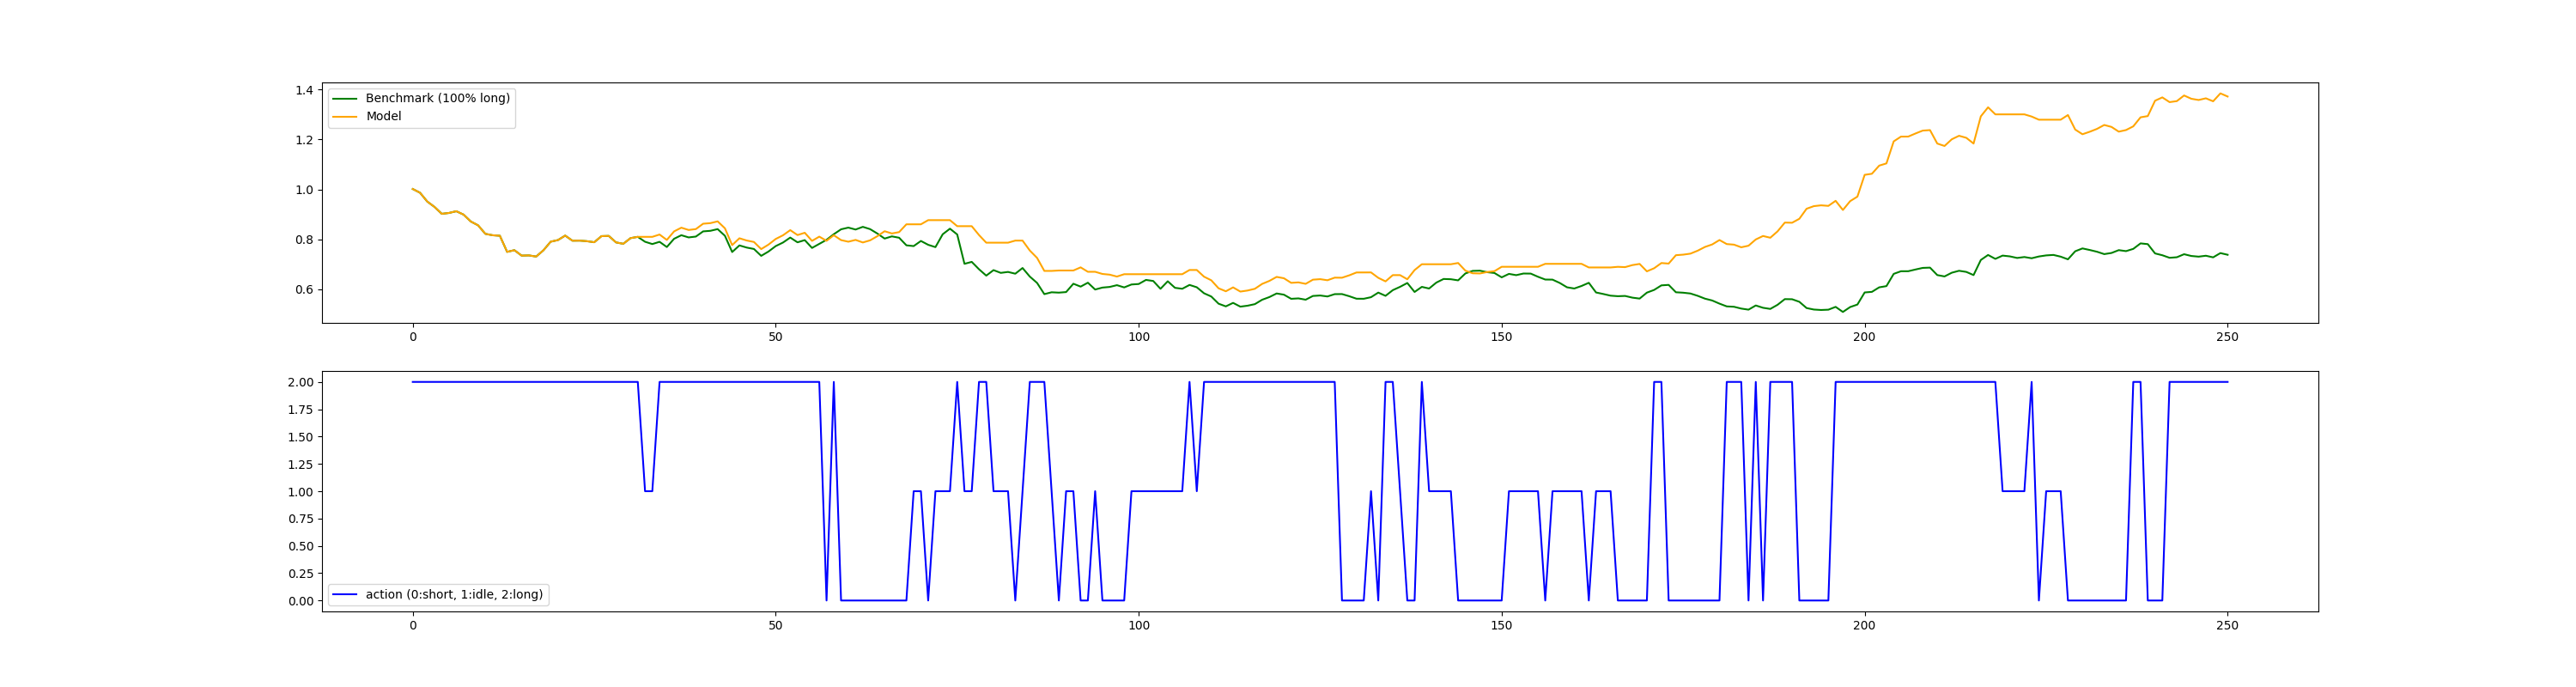 1.4
1.2
1.0
0.8
0.6
Benchmark (100% long)
Model
0 50 100 150 200 250
2.00
1.75
1.50
1.25
1.00
0.75
0.50
0.25
0.00
action (0:short, 1:idle, 2:long)
0 50 100 150 200 250